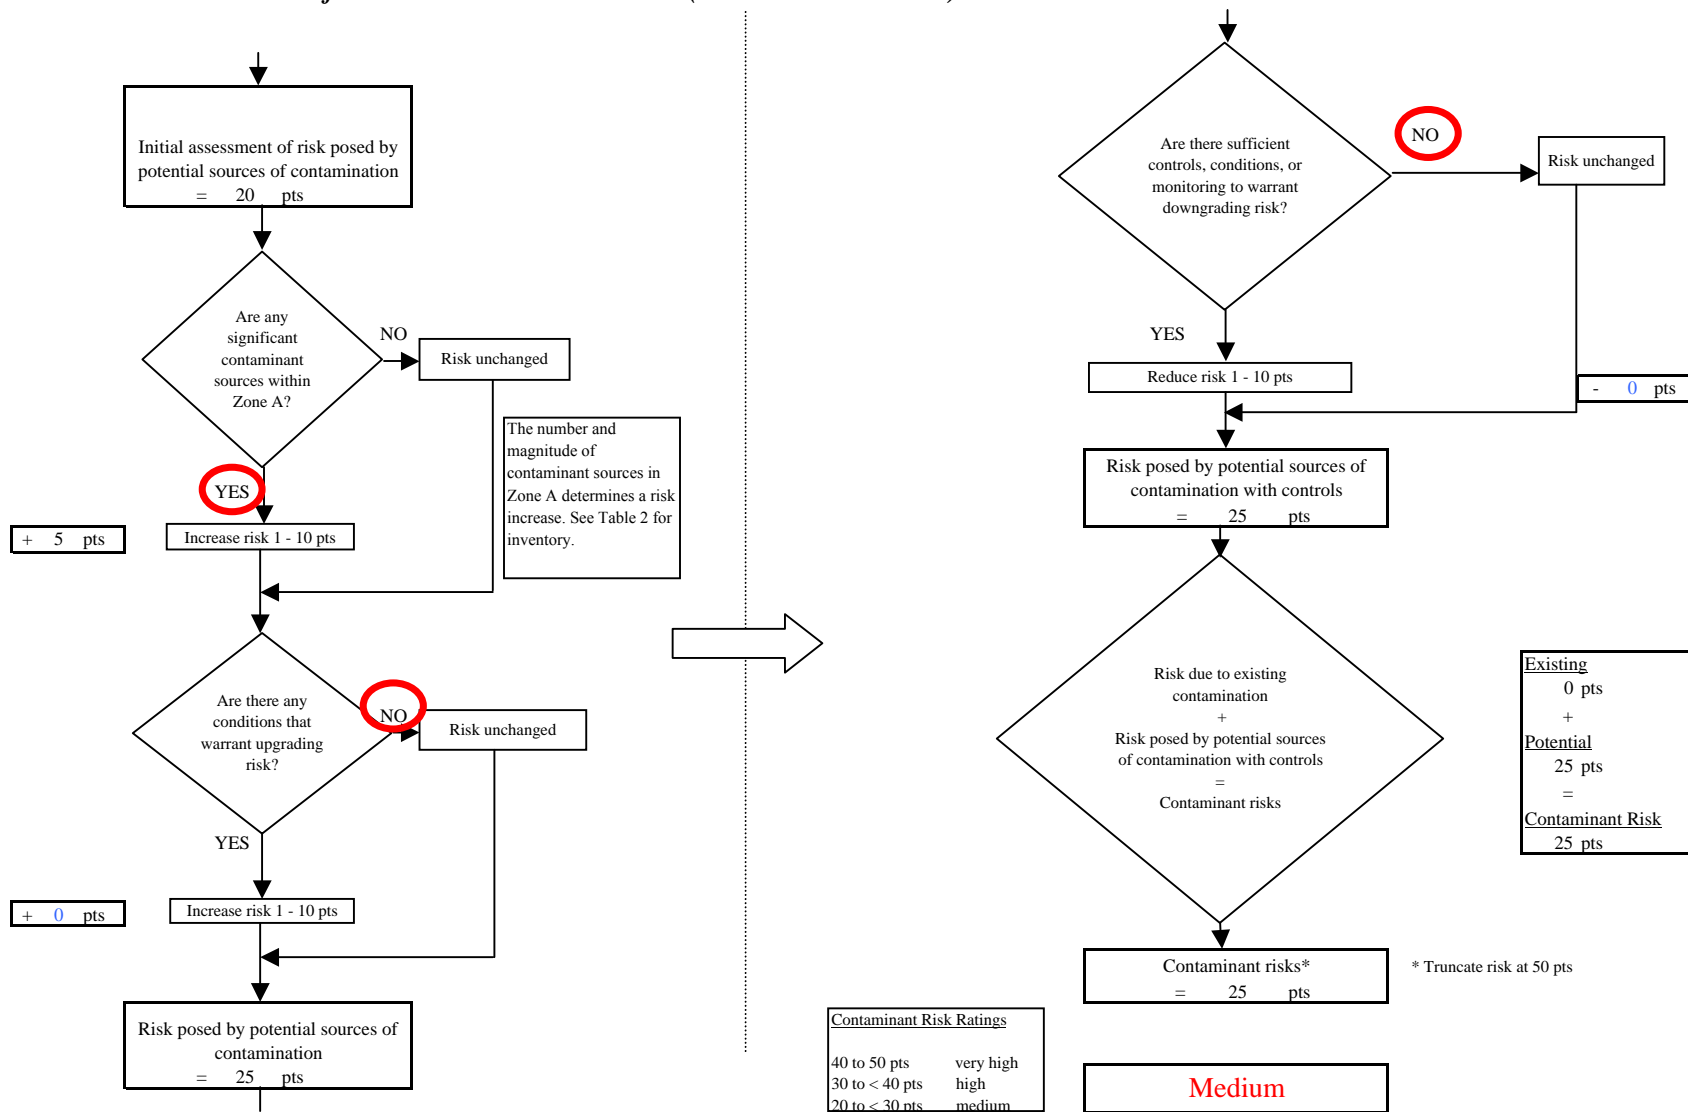 Initial assessment of risk posed by
potential sources of contamination
= 20 pts
Are any
significant
contaminant
sources within
Zone A?
NO
Risk unchanged
YES
The number and
magnitude of
contaminant sources in
Zone A determines a risk
increase. See Table 2 for
inventory.
+ 5 pts
Increase risk 1 - 10 pts
Are there any
conditions that
warrant upgrading
risk?
NO
Risk unchanged
YES
+ 0 pts
Increase risk 1 - 10 pts
Risk posed by potential sources of
contamination
= 25 pts
Are there sufficient
controls, conditions, or
monitoring to warrant
downgrading risk?
NO
Risk unchanged
YES
Reduce risk 1 - 10 pts
- 0 pts
Risk posed by potential sources of
contamination with controls
= 25 pts
Risk due to existing
contamination
+
Risk posed by potential sources
of contamination with controls
=
Contaminant risks
Existing
0 pts
+
Potential
25 pts
=
Contaminant Risk
25 pts
Contaminant risks*
= 25 pts
* Truncate risk at 50 pts
Contaminant Risk Ratings
40 to 50 pts very high
30 to < 40 pts high
20 to < 30 pts medium
Medium